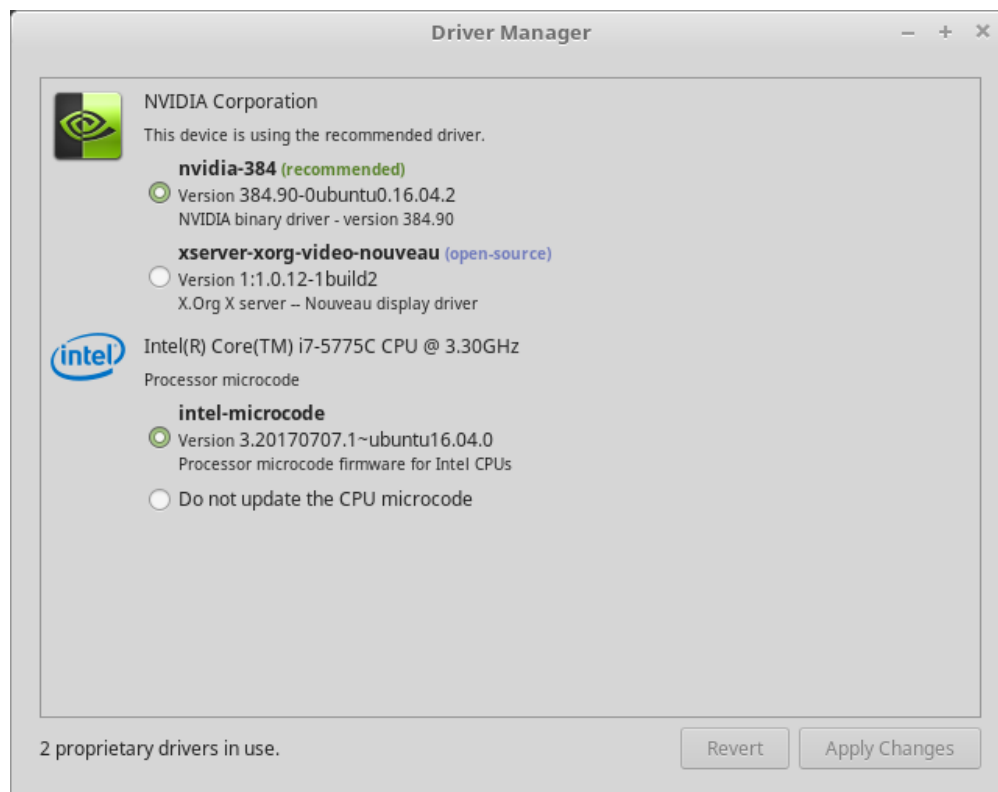 Driver Manager
NVIDIA Corporation
This device is using the recommended driver.
nvidia-384 (recommended)
Version 384.90-0ubuntu0.16.04.2
NVIDIA binary driver - version 384.90
xserver-xorg-video-nouveau (open-source)
Version 1:1.0.12-1build2
X.Org X server -- Nouveau display driver
intel
Intel(R) Core(TM) i7-5775C CPU @ 3.30GHz
Processor microcode
intel-microcode
Version 3.20170707.1~ubuntu16.04.0
Processor microcode firmware for Intel CPUs
Do not update the CPU microcode
2 proprietary drivers in use.
Revert
Apply Changes